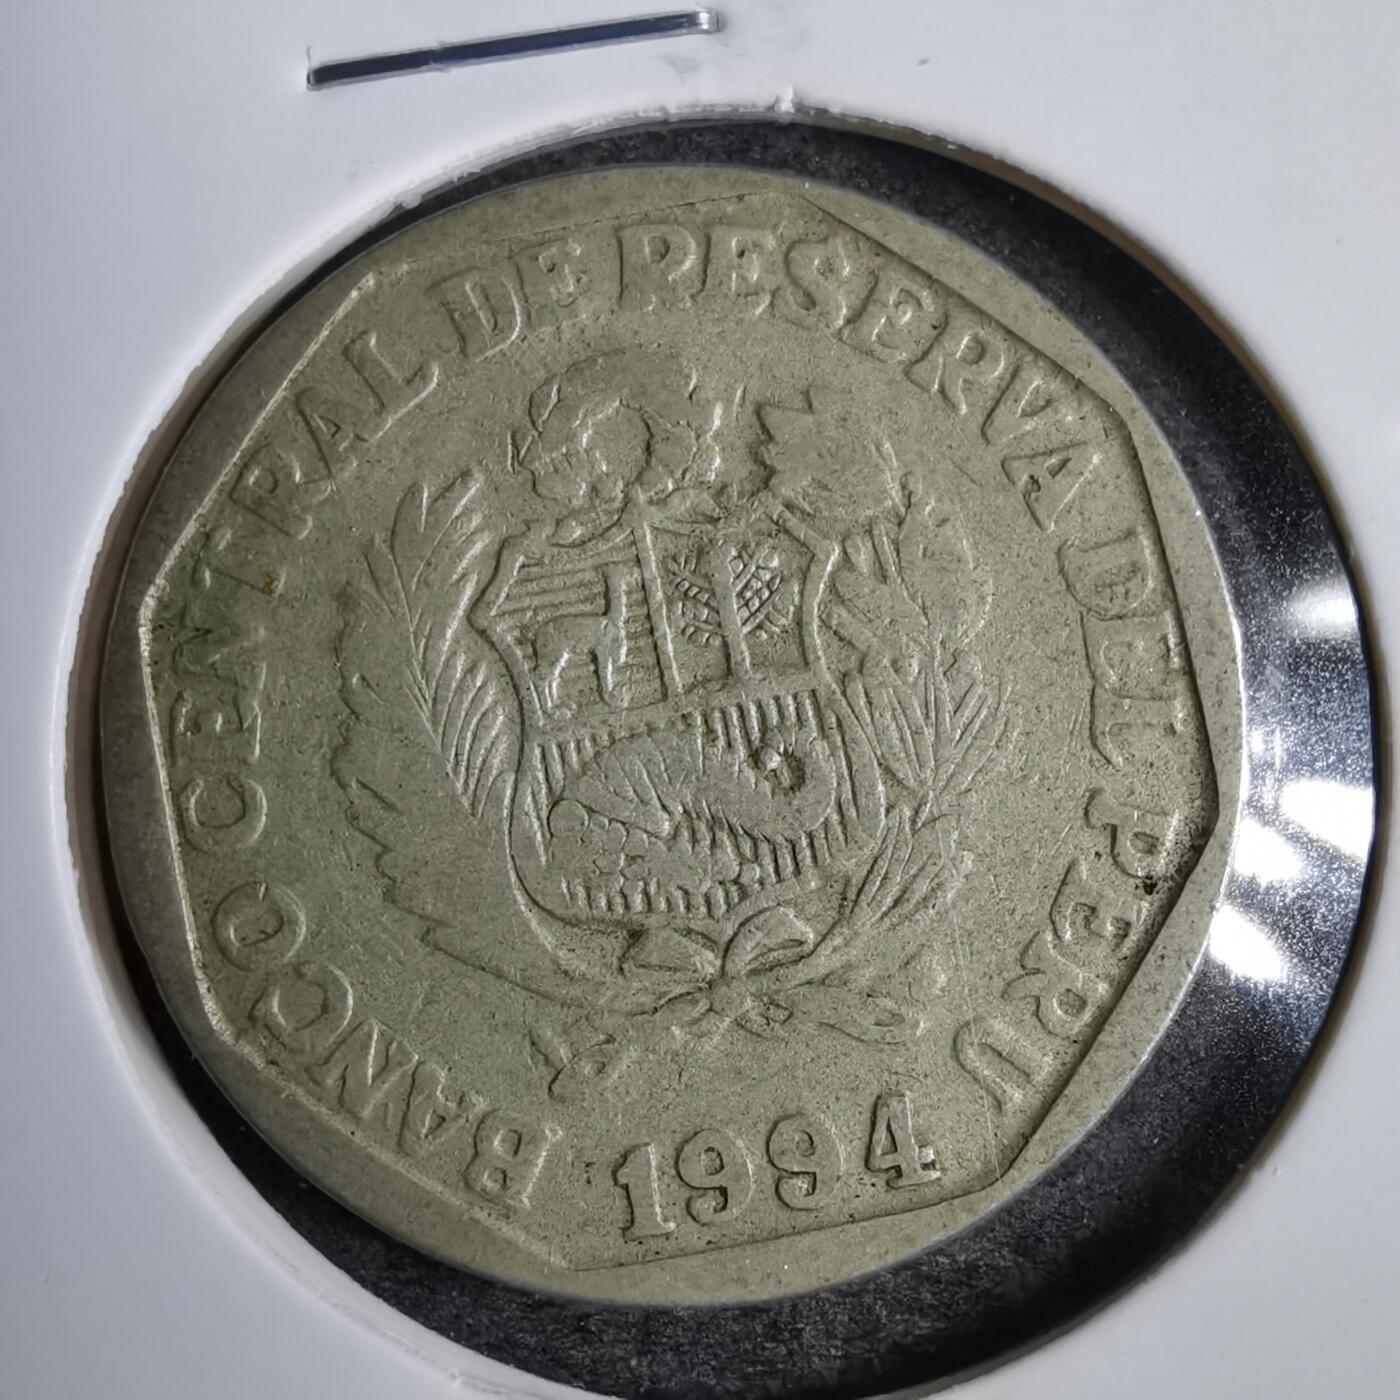 BANCO CENTRAL DE RESERVA DEL PERU
1994